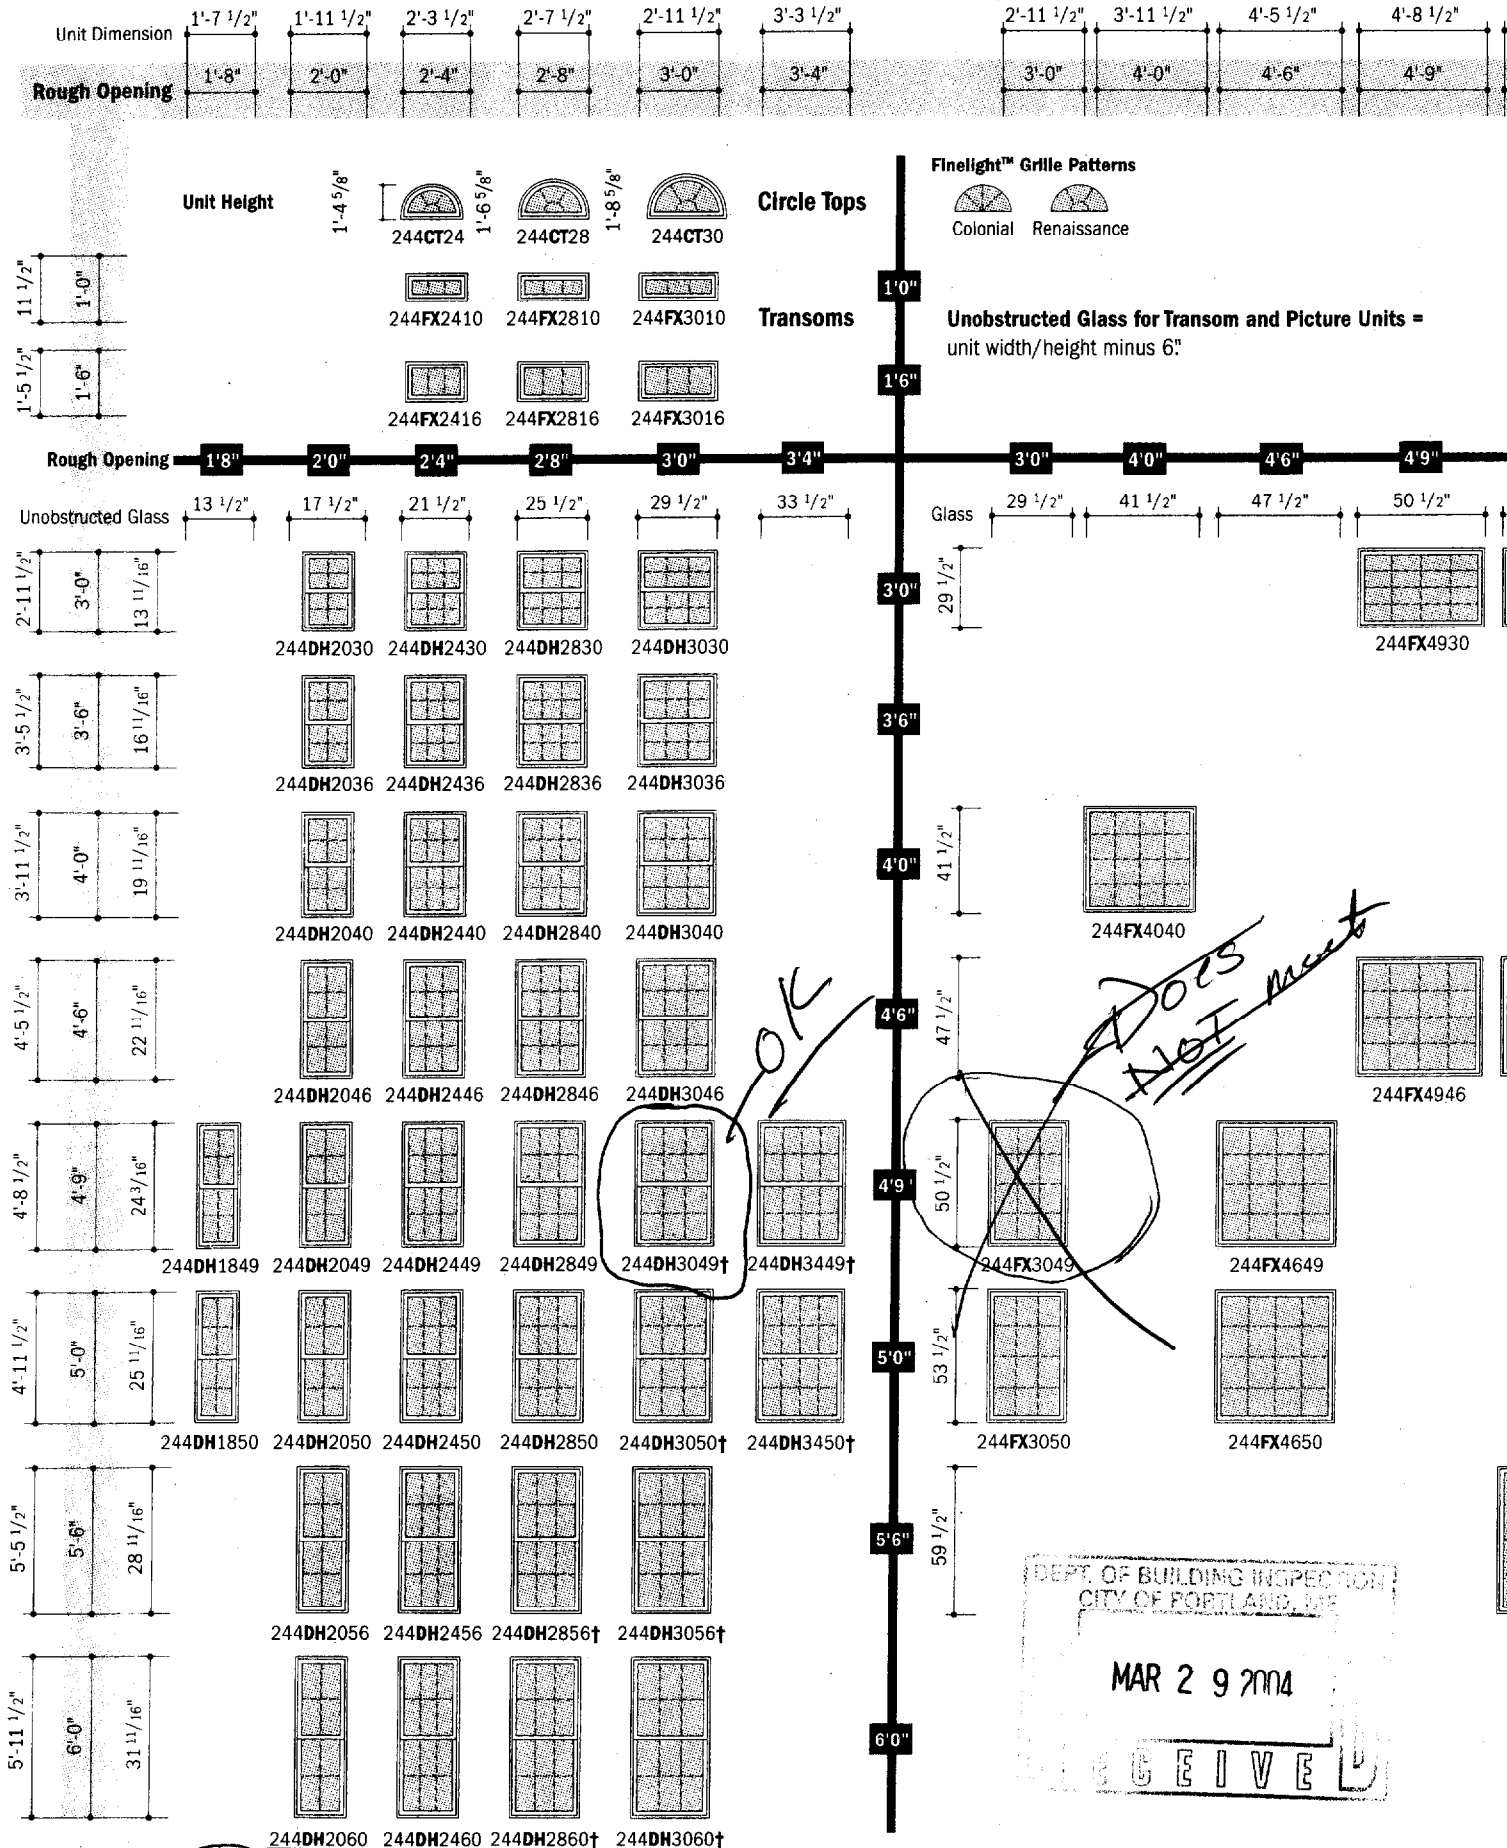 Unit Dimension 1'-7 1/2" 1'-11 1/2" 2'-3 1/2" 2'-7 1/2" 2'-11 1/2" 3'-3 1/2" 2'-11 1/2" 3'-11 1/2" 4'-5 1/2" 4'-8 1/2"
Rough Opening 1'-8" 2'-0" 2'-4" 2'-8" 3'-0" 3'-4" 3'-0" 4'-0" 4'-6" 4'-9"
Unit Height 1'-4 5/8" 1'-6 5/8" 1'-8 5/8" Circle Tops
244CT24 244CT28 244CT30
Finelight™ Grille Patterns
Colonial Renaissance
11 1/2" 1'-0" 1'0"
244FX2410 244FX2810 244FX3010 Transoms
Unobstructed Glass for Transom and Picture Units =
unit width/height minus 6".
1'-5 1/2" 1'-6" 1'6"
244FX2416 244FX2816 244FX3016
Rough Opening 1'8" 2'0" 2'4" 2'8" 3'0" 3'4" 3'0" 4'0" 4'6" 4'9"
Unobstructed Glass 13 1/2" 17 1/2" 21 1/2" 25 1/2" 29 1/2" 33 1/2" Glass 29 1/2" 41 1/2" 47 1/2" 50 1/2"
2'-11 1/2" 3'-0" 13 11/16" 3'0" 29 1/2"
244DH2030 244DH2430 244DH2830 244DH3030 244FX4930
3'-5 1/2" 3'-6" 16 11/16" 3'6"
244DH2036 244DH2436 244DH2836 244DH3036
3'-11 1/2" 4'-0" 19 11/16" 4'0" 41 1/2"
244DH2040 244DH2440 244DH2840 244DH3040 244FX4040
OK
Does
NOT meet
4'-5 1/2" 4'-6" 22 11/16" 4'6" 47 1/2"
244DH2046 244DH2446 244DH2846 244DH3046 244FX4946
4'-8 1/2" 4'-9" 24 3/16" 4'9' 50 1/2"
244DH1849 244DH2049 244DH2449 244DH2849 244DH3049† 244DH3449† 244FX3049 244FX4649
4'-11 1/2" 5'-0" 25 11/16" 5'0" 53 1/2"
244DH1850 244DH2050 244DH2450 244DH2850 244DH3050† 244DH3450† 244FX3050 244FX4650
5'-5 1/2" 5'-6" 28 11/16" 5'6" 59 1/2"
244DH2056 244DH2456 244DH2856† 244DH3056†
DEPT. OF BUILDING INSPECTION
CITY OF PORTLAND, ME
MAR 2 9 2004
CEIVED
5'-11 1/2" 6'-0" 31 11/16" 6'0"
244DH2060 244DH2460 244DH2860† 244DH3060†